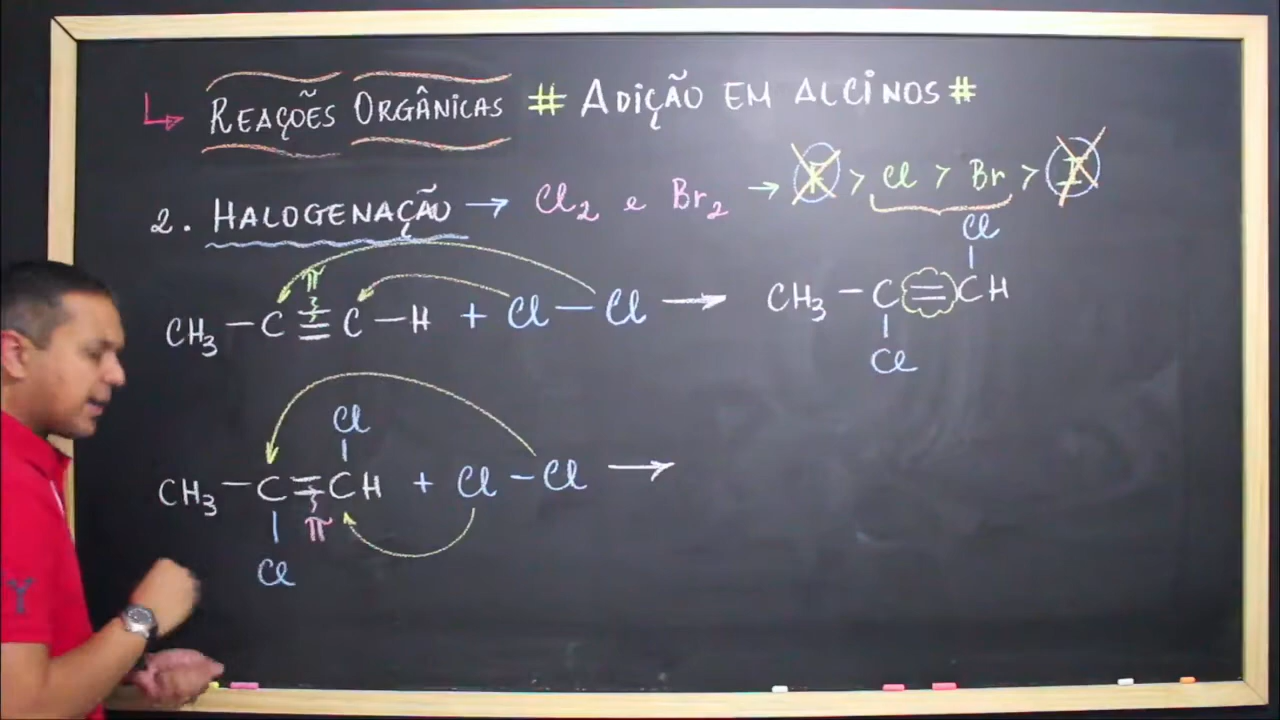 REAÇÕES ORGÂNICAS # ADIÇÃO EM ALCINOS #
2. HALOGENAÇÃO → Cl₂ e Br₂ → F > Cl > Br > I
Cl
π
CH₃ — C ≡ C — H + Cl — Cl → CH₃ — C = CH
Cl
Cl
CH₃ — C = CH + Cl — Cl →
π
Cl